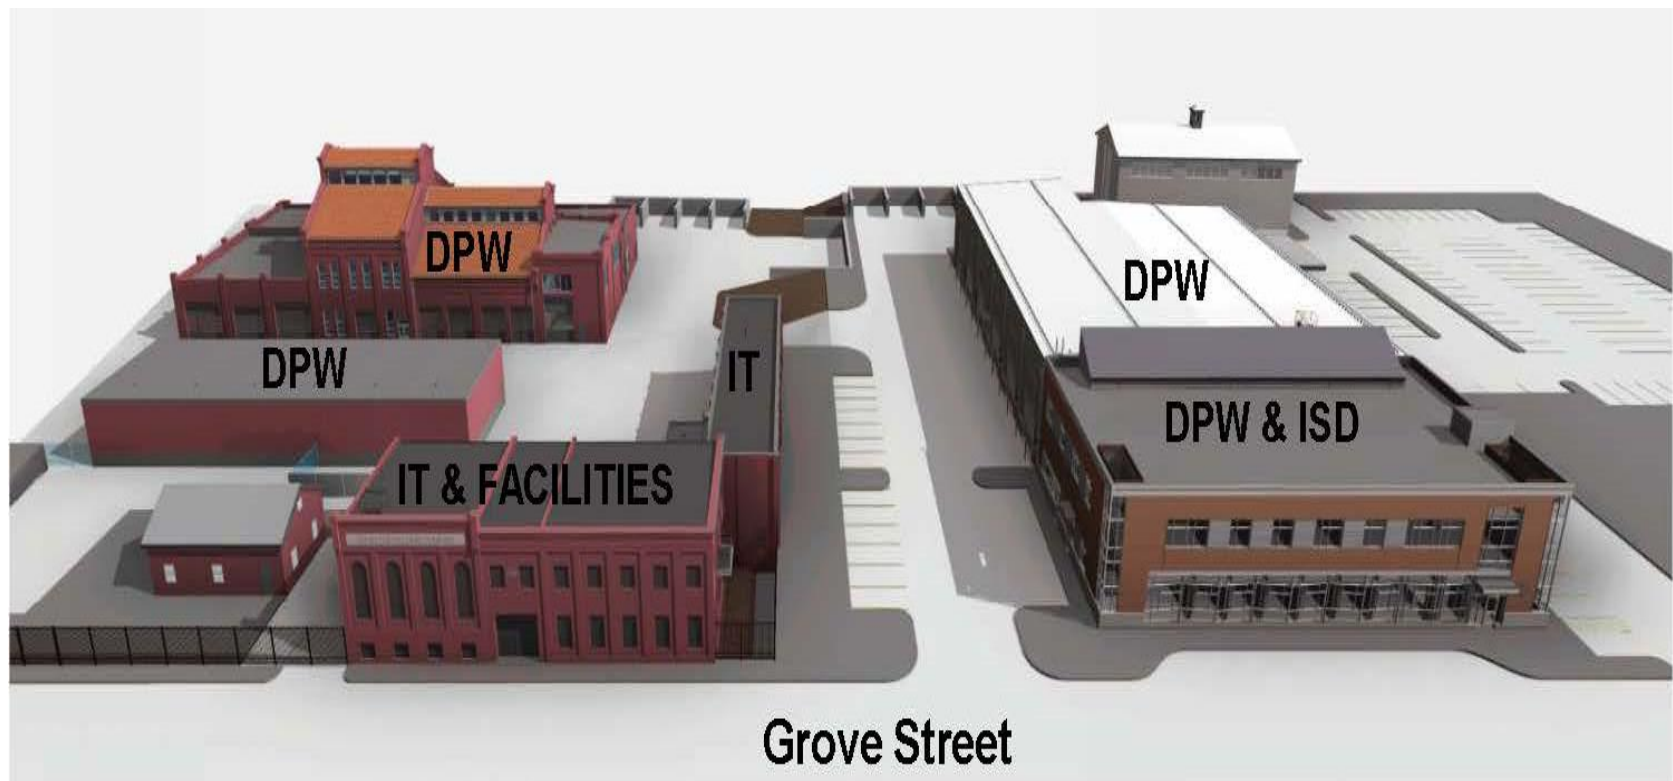 DPW
DPW
DPW
IT
DPW & ISD
IT & FACILITIES
Grove Street